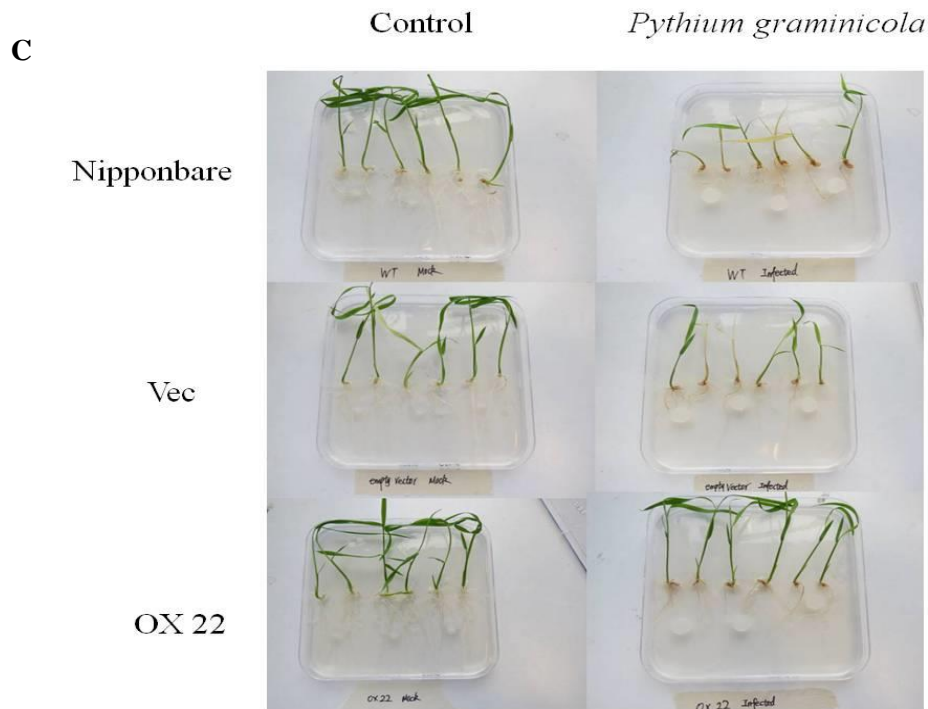 Control Pythium graminicola
C
Nipponbare
WT Mock
WT Infected
Vec
empty Vector Mock
empty Vector Infected
OX 22
OX 22 Mock
OX 22 Infected